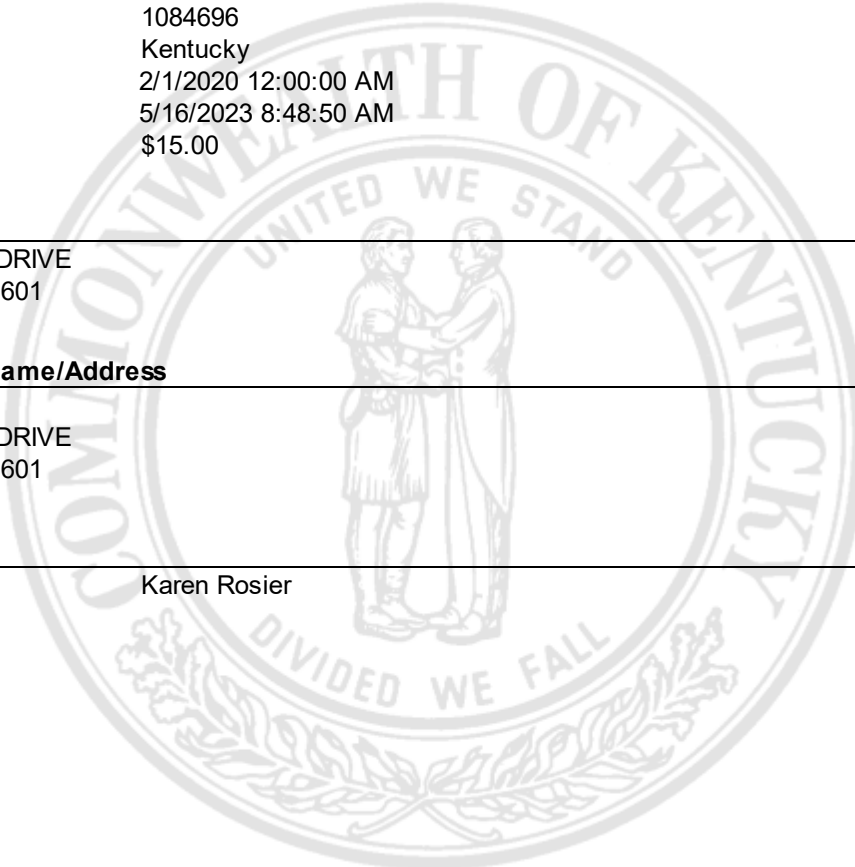 1084696
Kentucky
2/1/2020 12:00:00 AM
5/16/2023 8:48:50 AM
$15.00
DRIVE
601
ame/Address
DRIVE
601
Karen Rosier
COMMONWEALTH OF KENTUCKY
UNITED WE STAND
DIVIDED WE FALL